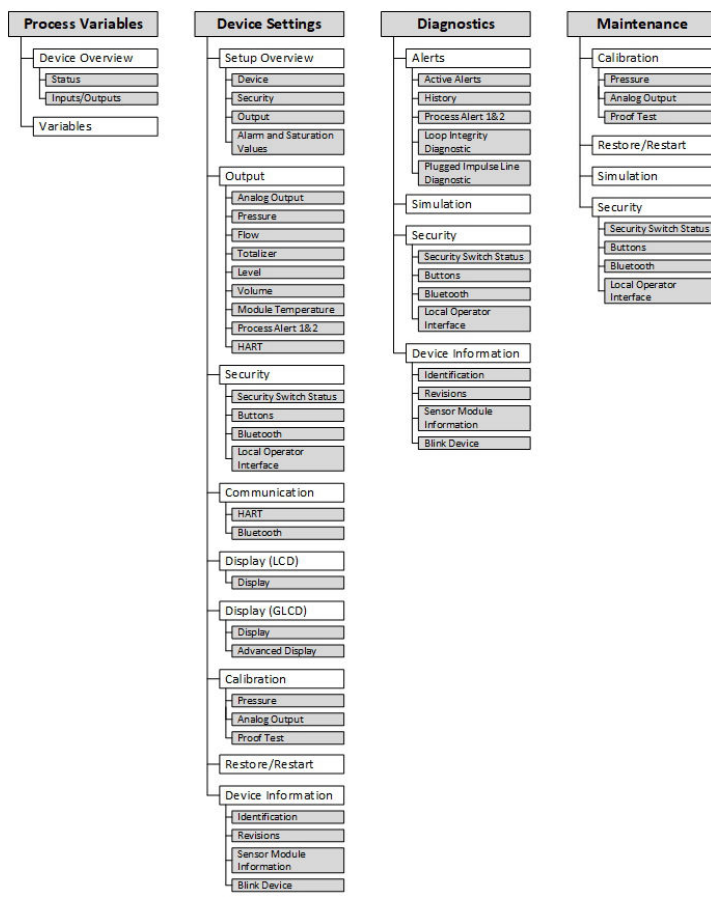 Process Variables
Device Overview
Status
Inputs/Outputs
Variables
Device Settings
Setup Overview
Device
Security
Output
Alarm and Saturation
Values
Output
Analog Output
Pressure
Flow
Totalizer
Level
Volume
Module Temperature
Process Alert 1&2
HART
Security
Security Switch Status
Buttons
Bluetooth
Local Operator
Interface
Communication
HART
Bluetooth
Display (LCD)
Display
Display (GLCD)
Display
Advanced Display
Calibration
Pressure
Analog Output
Proof Test
Restore/Restart
Device Information
Identification
Revisions
Sensor Module
Information
Blink Device
Diagnostics
Alerts
Active Alerts
History
Process Alert 1&2
Loop Integrity
Diagnostic
Plugged Impulse Line
Diagnostic
Simulation
Security
Security Switch Status
Buttons
Bluetooth
Local Operator
Interface
Device Information
Identification
Revisions
Sensor Module
Information
Blink Device
Maintenance
Calibration
Pressure
Analog Output
Proof Test
Restore/Restart
Simulation
Security
Security Switch Status
Buttons
Bluetooth
Local Operator
Interface